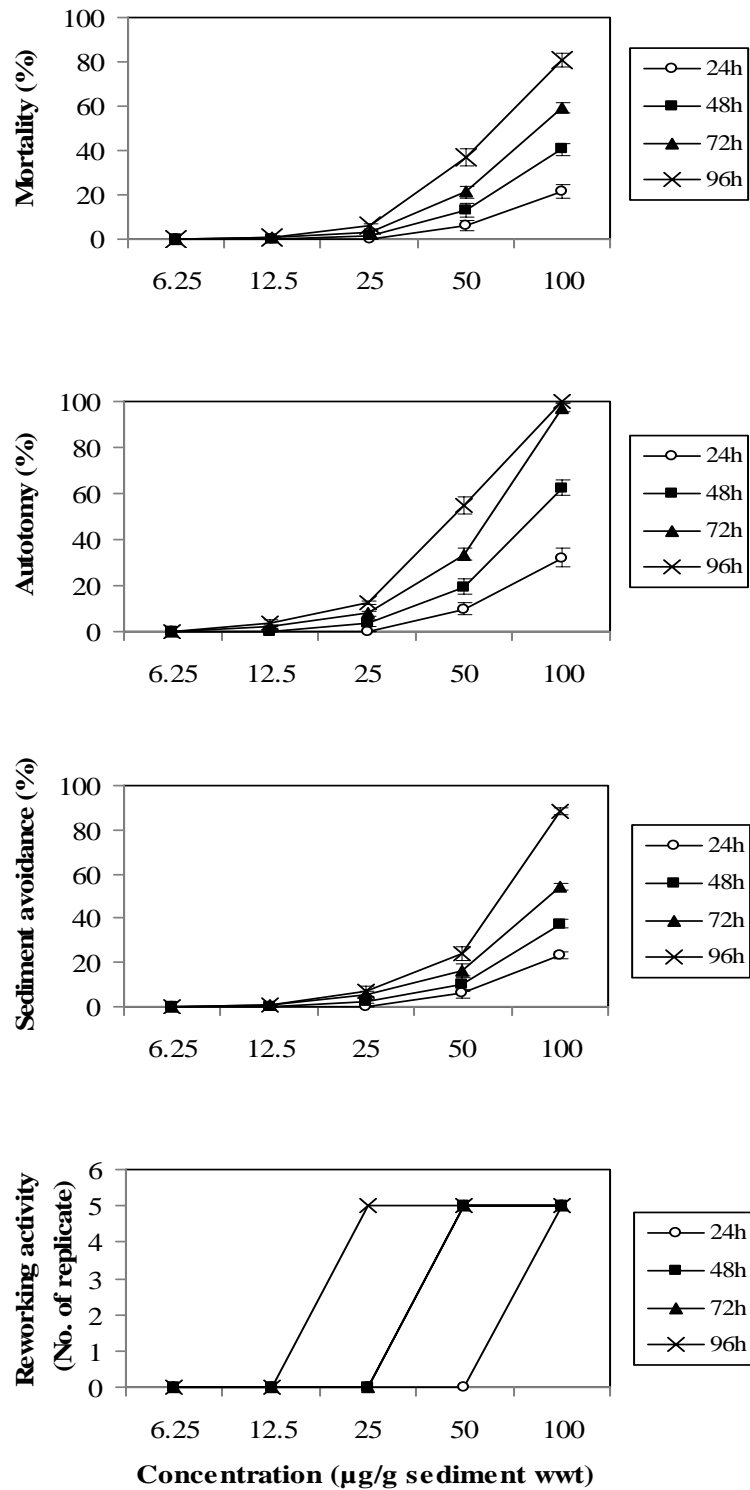 Mortality (%)
100
80
60
40
20
0
6.25 12.5 25 50 100
24h
48h
72h
96h
Autotomy (%)
100
80
60
40
20
0
6.25 12.5 25 50 100
24h
48h
72h
96h
Sediment avoidance (%)
100
80
60
40
20
0
6.25 12.5 25 50 100
24h
48h
72h
96h
Reworking activity
(No. of replicate)
6
5
4
3
2
1
0
6.25 12.5 25 50 100
24h
48h
72h
96h
Concentration (µg/g sediment wwt)